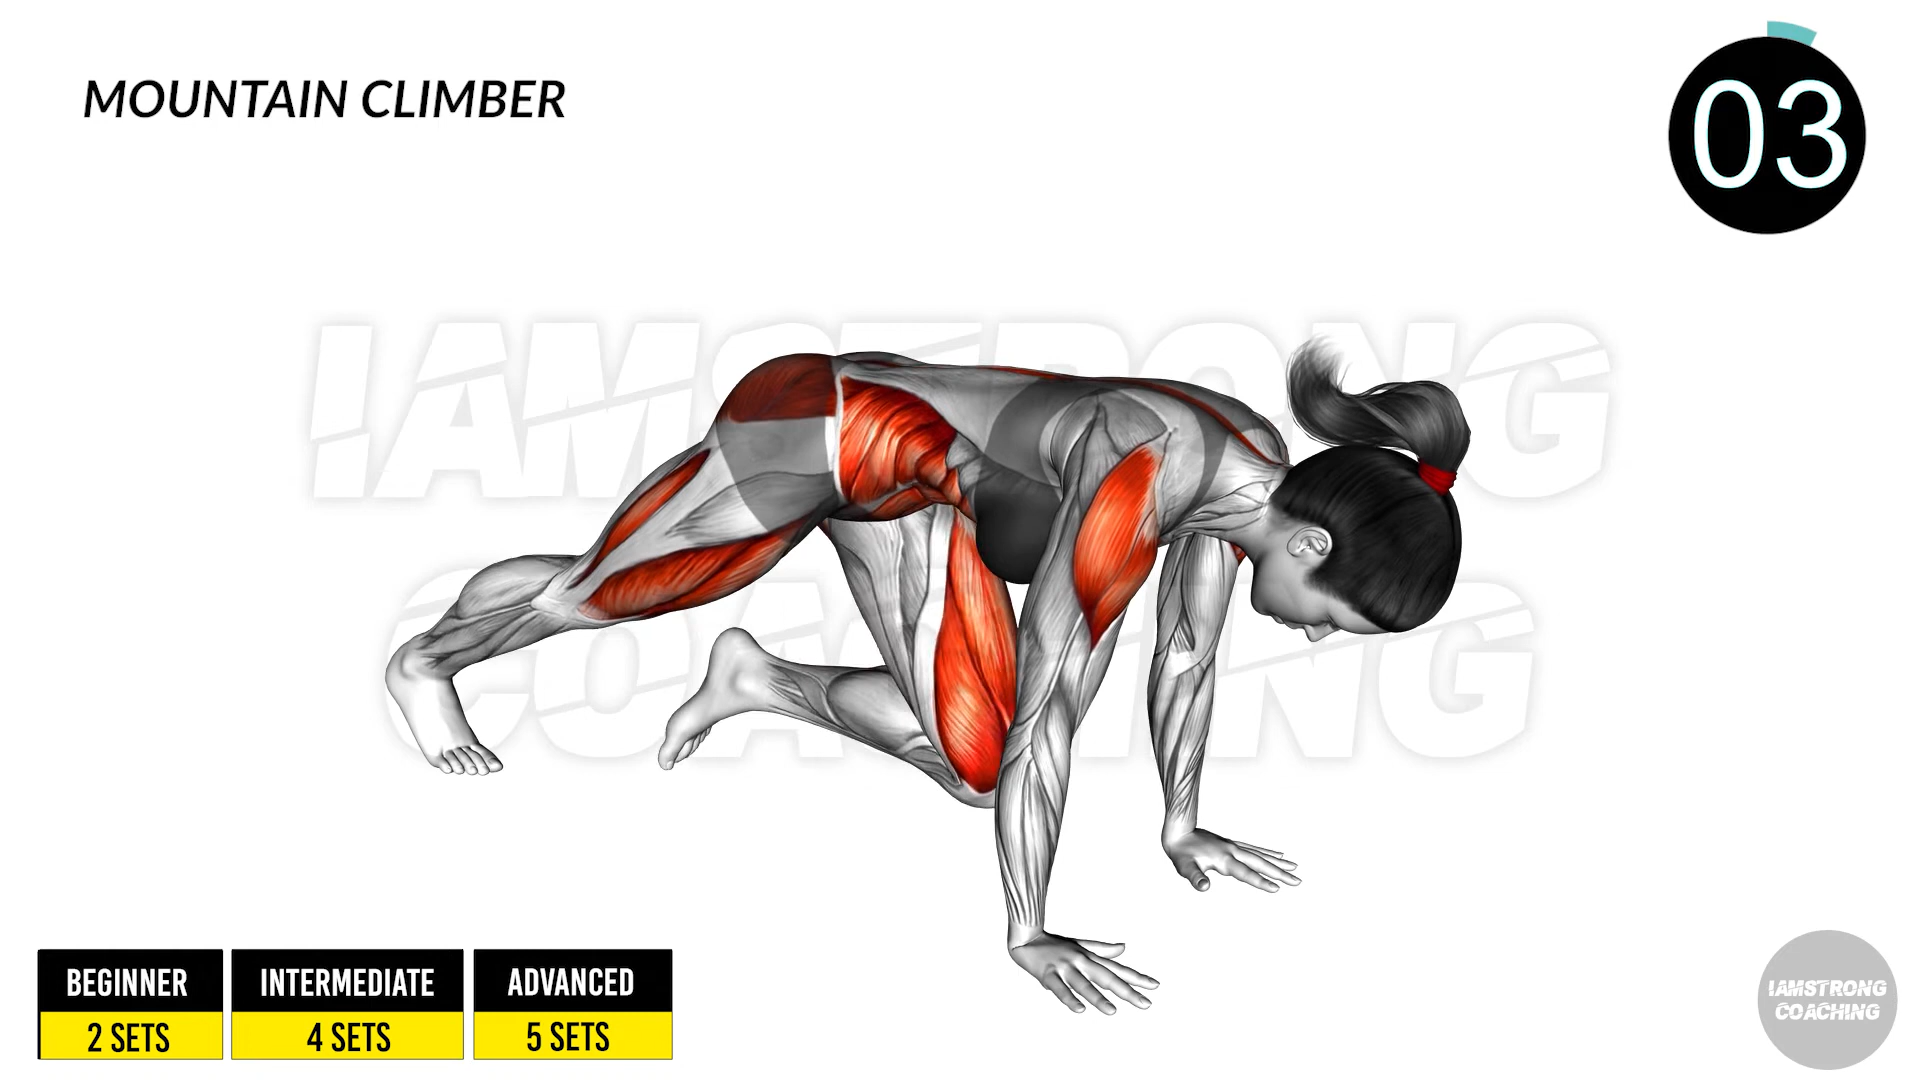 MOUNTAIN CLIMBER
03
IAMSTRONG
COACHING
BEGINNER
2 SETS
INTERMEDIATE
4 SETS
ADVANCED
5 SETS
IAMSTRONG
COACHING